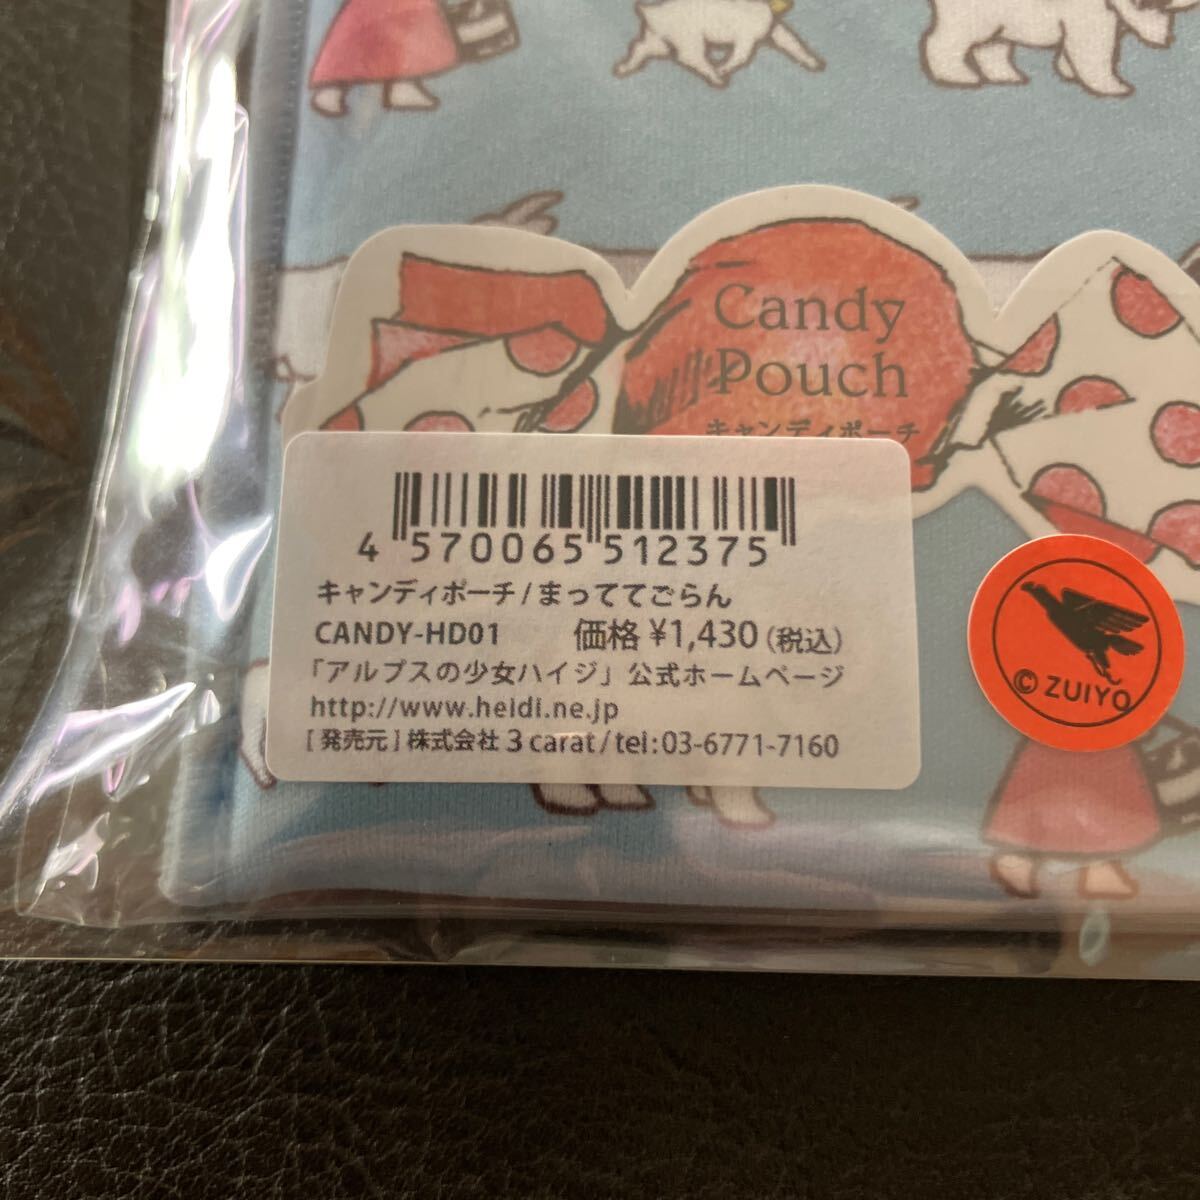 Candy
Pouch
キャンディポーチ
4 570065 512375
キャンディポーチ/まっててごらん
CANDY-HD01 価格 ¥1,430(税込)
「アルプスの少女ハイジ」公式ホームページ
http://www.heidi.ne.jp
[発売元]株式会社 3 carat/tel:03-6771-7160
© ZUIYO